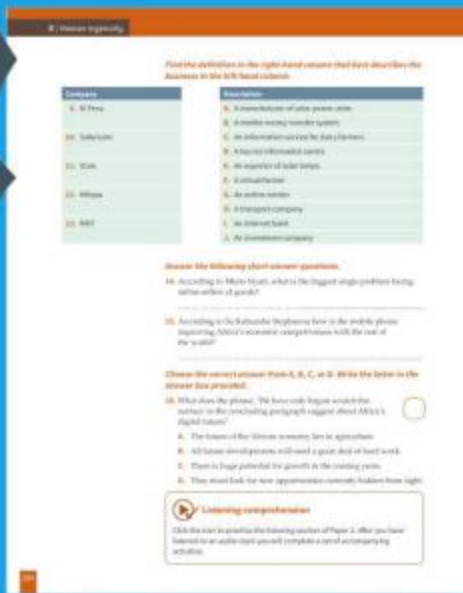 Human ingenuity
Find the definition in the right-hand column that best describes the
business in the left-hand column.
Company
Description
9. M-Pesa
A. A manufacturer of solar power units
B. A mobile money transfer system
10. Safaricom
C. An information service for dairy farmers
D. A tourist information centre
11. iCow
E. An exporter of solar lamps
F. A virtual farmer
12.
G. An online vendor
H. A transport company
13.
I. An internet bank
J. An investment company
Answer the following short-answer questions.
14. According to what is the biggest single problem facing
online sellers of goods?
15. According to how is the mobile phone
improving Africa's economic competitiveness with the rest of
the world?
Choose the correct answer from A, B, C, or D. Write the letter in the
answer box provided.
16. What does the phrase, 'We have only begun scratch the
surface' in the concluding paragraph suggest about Africa's
digital future?
A. The future of the African economy lies in agriculture.
B. All future developments will need a great deal of hard work.
C. There is huge potential for growth in the coming years.
D. They must look for new opportunities currently hidden from sight.
Listening comprehension
Click the icon to practise the listening section of Paper 2. After you have
listened to an audio track you will complete a set of accompanying
activities.